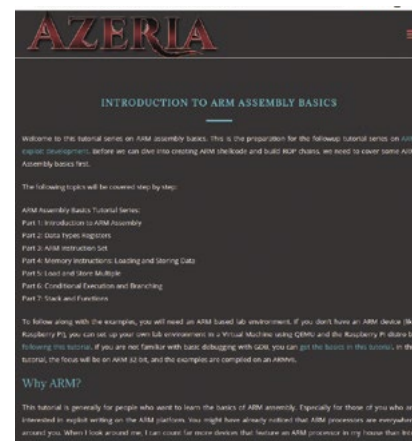 AZERIA
INTRODUCTION TO ARM ASSEMBLY BASICS
Welcome to this tutorial series on ARM assembly basics. This is the preparation for the followup tutorial series on ARM
exploit development. Before we can dive into creating ARM shellcode and build ROP chains, we need to cover some ARM
Assembly basics first.
The following topics will be covered step by step:
ARM Assembly Basics Tutorial Series:
Part 1: Introduction to ARM Assembly
Part 2: Data Types Registers
Part 3: ARM Instruction Set
Part 4: Memory Instructions: Loading and Storing Data
Part 5: Load and Store Multiple
Part 6: Conditional Execution and Branching
Part 7: Stack and Functions
To follow along with the examples, you will need an ARM based lab environment. If you don't have an ARM device (like
Raspberry Pi), you can set up your own lab environment in a Virtual Machine using QEMU and the Raspberry Pi distro by
following this tutorial. If you are not familiar with basic debugging with GDB, you can get the basics in this tutorial. In this
tutorial, the focus will be on ARM 32-bit, and the examples are compiled on an ARMv6.
Why ARM?
This tutorial is generally for people who want to learn the basics of ARM assembly. Especially for those of you who are
interested in exploit writing on the ARM platform. You might have already noticed that ARM processors are everywhere
around you. When I look around me, I can count far more devices that feature an ARM processor in my house than Intel